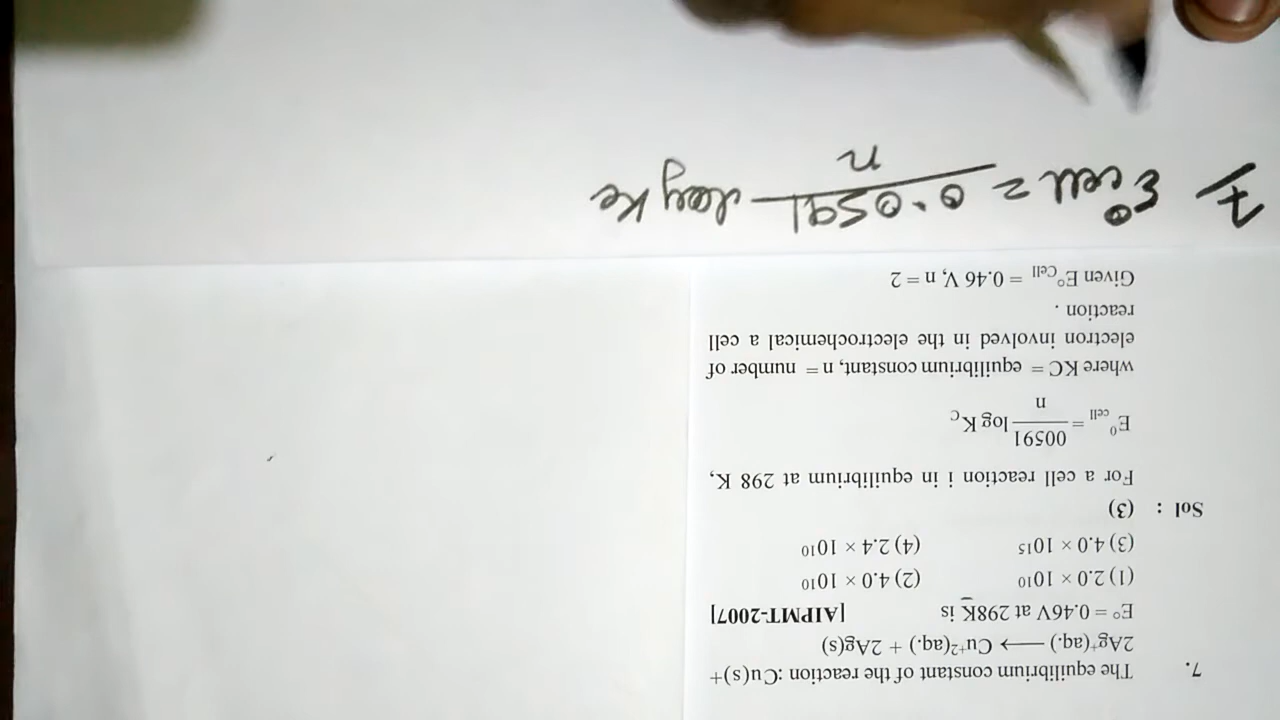 7. The equilibrium constant of the reaction :Cu(s)+
2Ag⁺(aq.) ⟶ Cu⁺²(aq.) + 2Ag(s)
E° = 0.46V at 298K is [AIPMT-2007]
(1) 2.0 × 10¹⁰ (2) 4.0 × 10¹⁰
(3) 4.0 × 10¹⁵ (4) 2.4 × 10¹⁰
Sol : (3)
For a cell reaction i in equilibrium at 298 K,
E⁰cell = 00591/n log KC
where KC = equilibrium constant, n = number of
electron involved in the electrochemical a cell
reaction .
Given E°Cell = 0.46 V, n = 2
7 E°cell = 0.0591/n log Kc